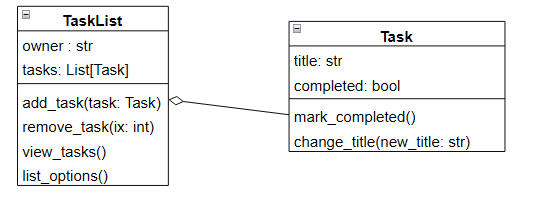 TaskList
owner : str
tasks: List[Task]
add_task(task: Task)
remove_task(ix: int)
view_tasks()
list_options()
Task
title: str
completed: bool
mark_completed()
change_title(new_title: str)